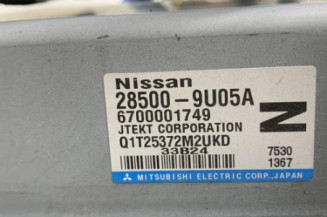 Nissan
28500-9U05A
6700001749
JTEKT CORPORATION
Q1T25372M2UKD
33B24
N
7530
1367
MITSUBISHI ELECTRIC CORP.,JAPAN